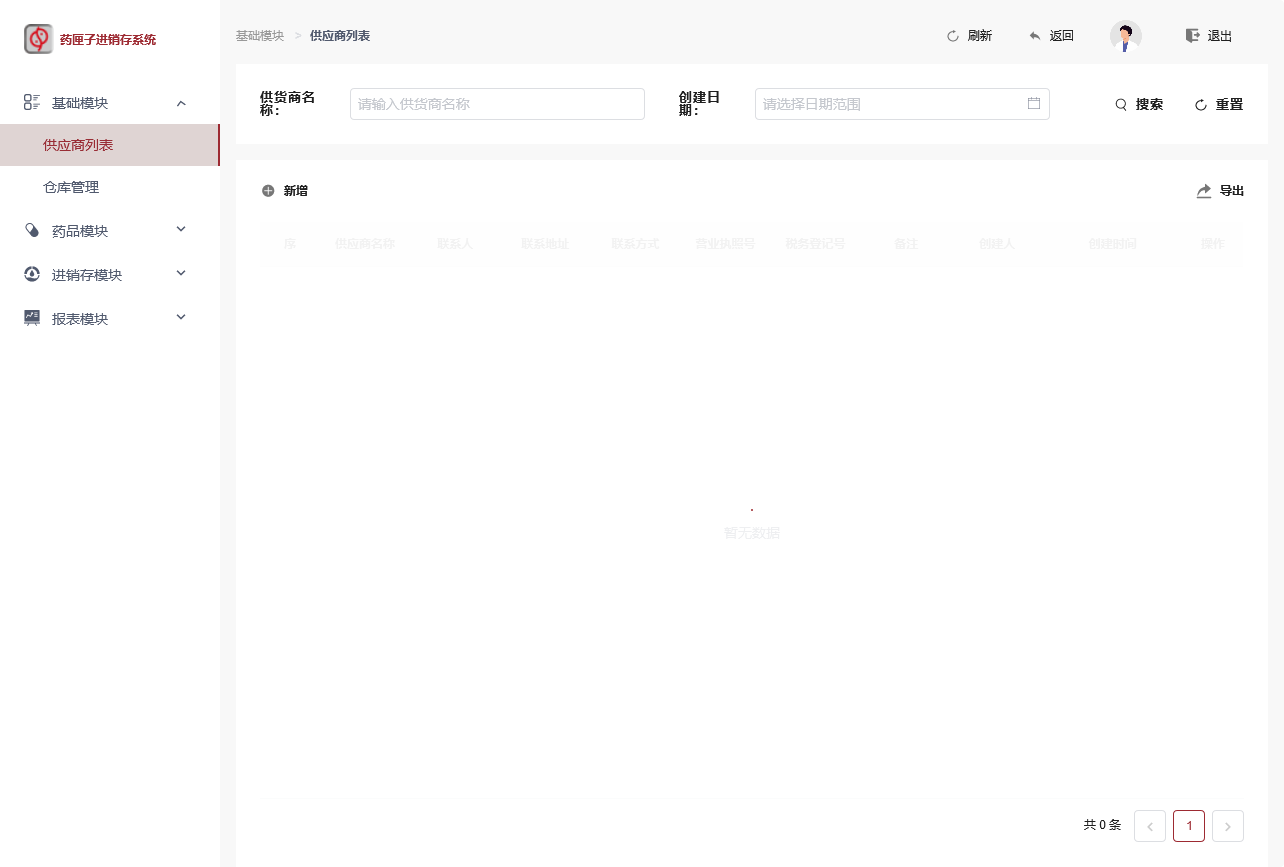 药匣子进销存系统
基础模块
供应商列表
仓库管理
药品模块
进销存模块
报表模块
基础模块 > 供应商列表
刷新
返回
退出
供货商名
称：
请输入供货商名称
创建日
期：
请选择日期范围
搜索
重置
新增
导出
序 供应商名称 联系人 联系地址 联系方式 营业执照号 税务登记号 备注 创建人 创建时间 操作
暂无数据
共 0 条
1